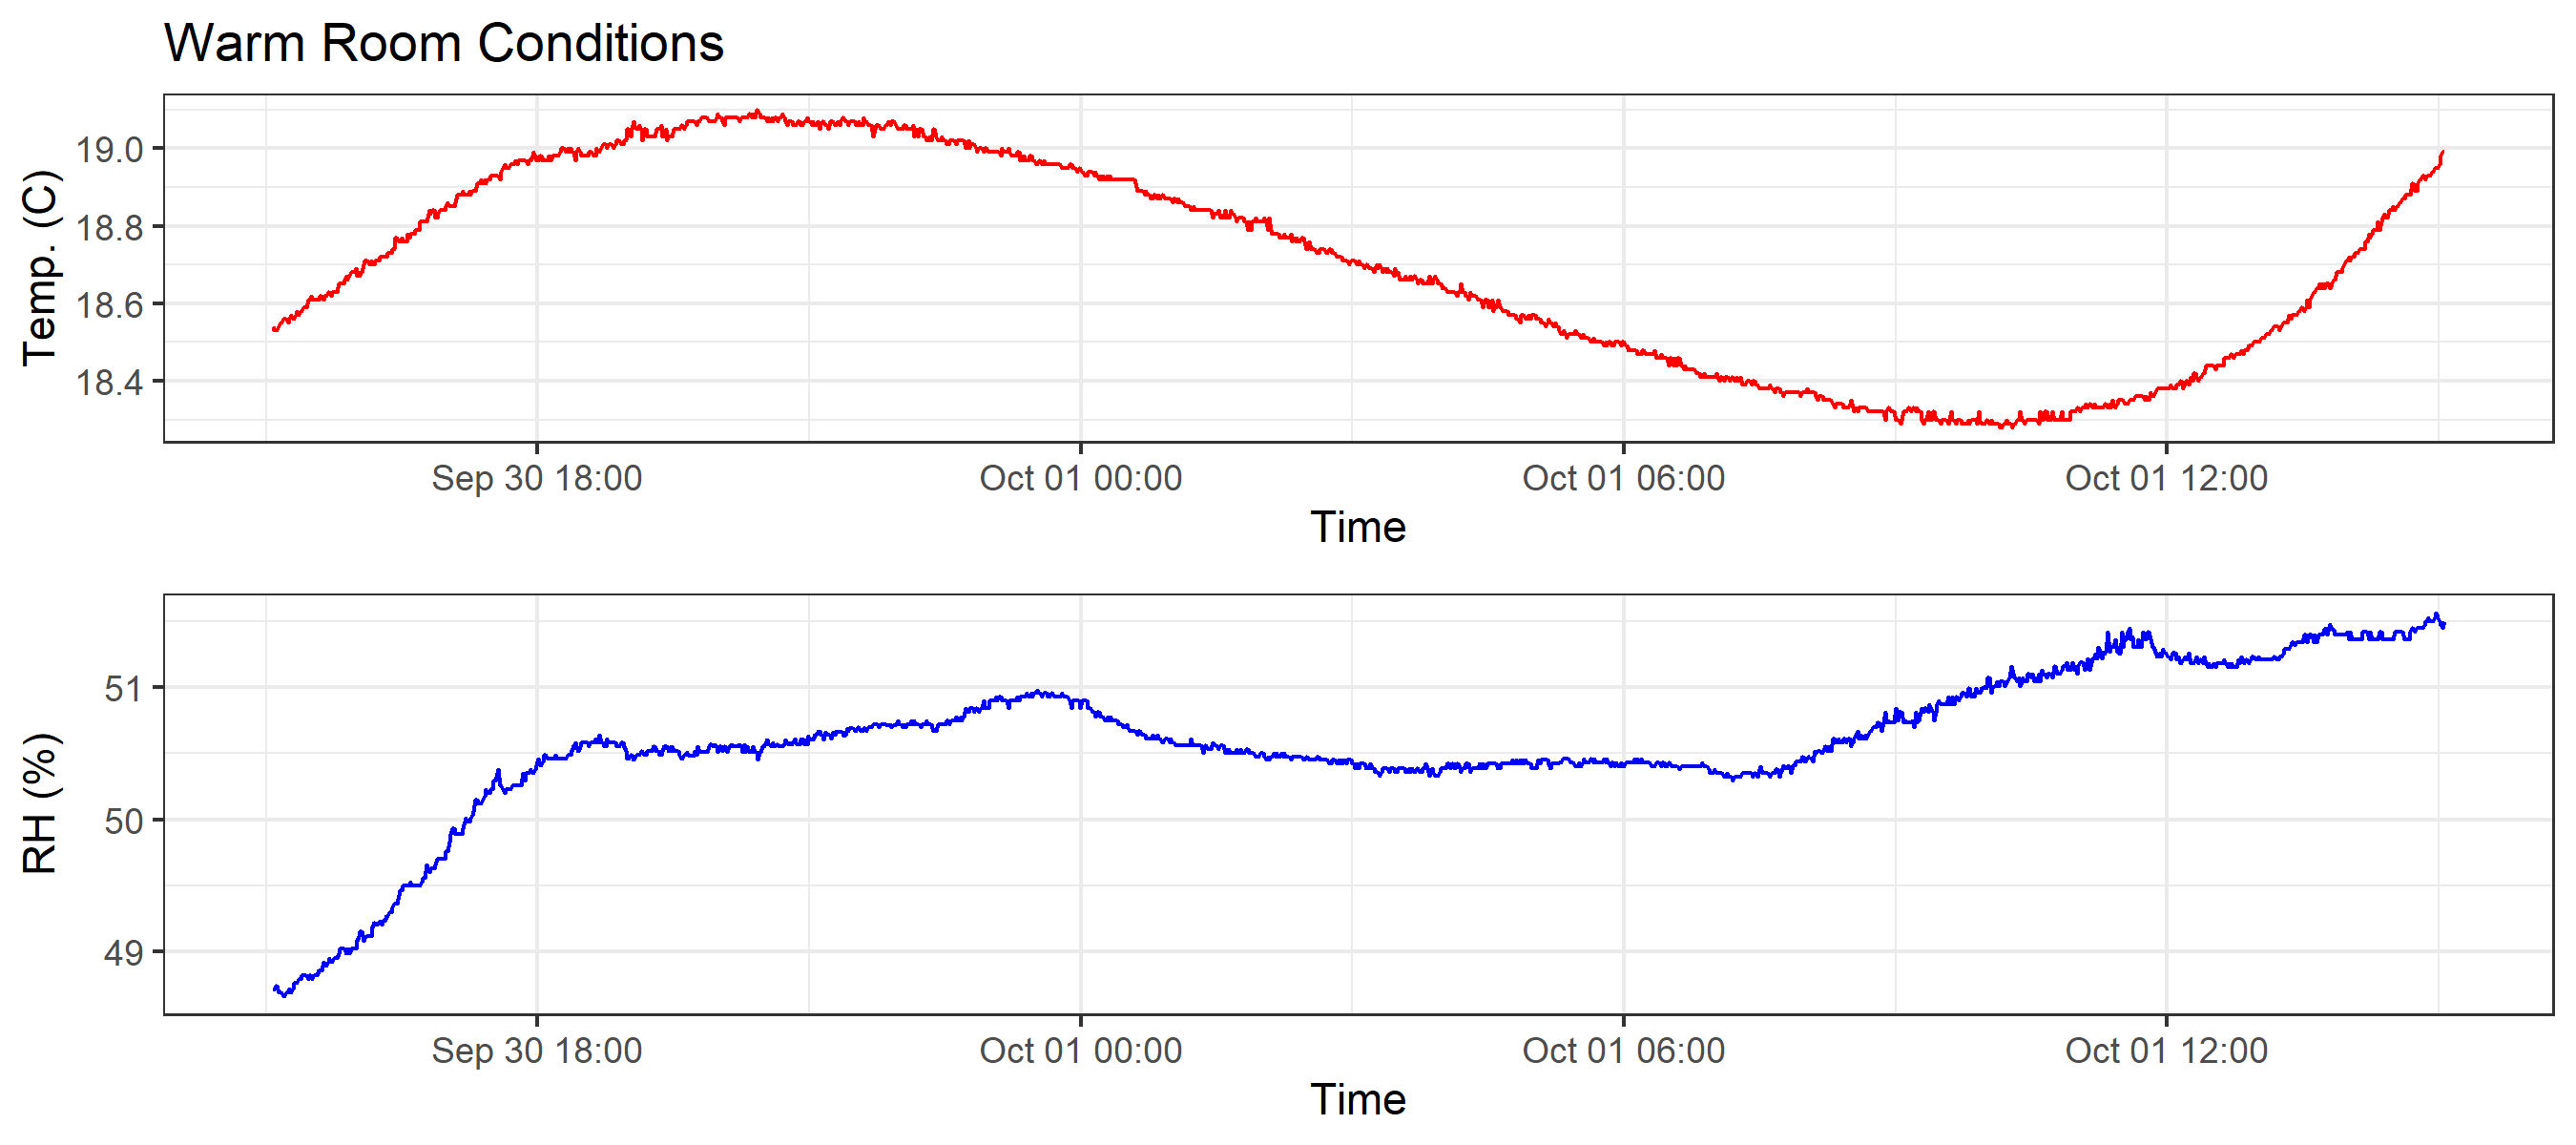 Warm Room Conditions
Temp. (C)
19.0
18.8
18.6
18.4
Sep 30 18:00 Oct 01 00:00 Oct 01 06:00 Oct 01 12:00
Time
RH (%)
51
50
49
Sep 30 18:00 Oct 01 00:00 Oct 01 06:00 Oct 01 12:00
Time